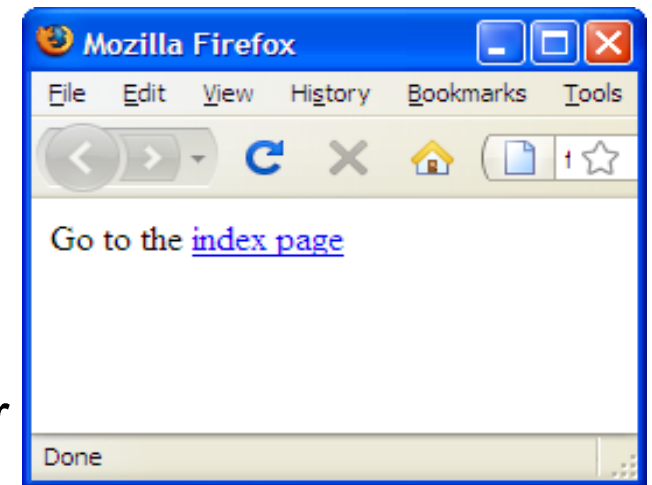 Mozilla Firefox
File Edit View History Bookmarks Tools
Go to the index page
Done